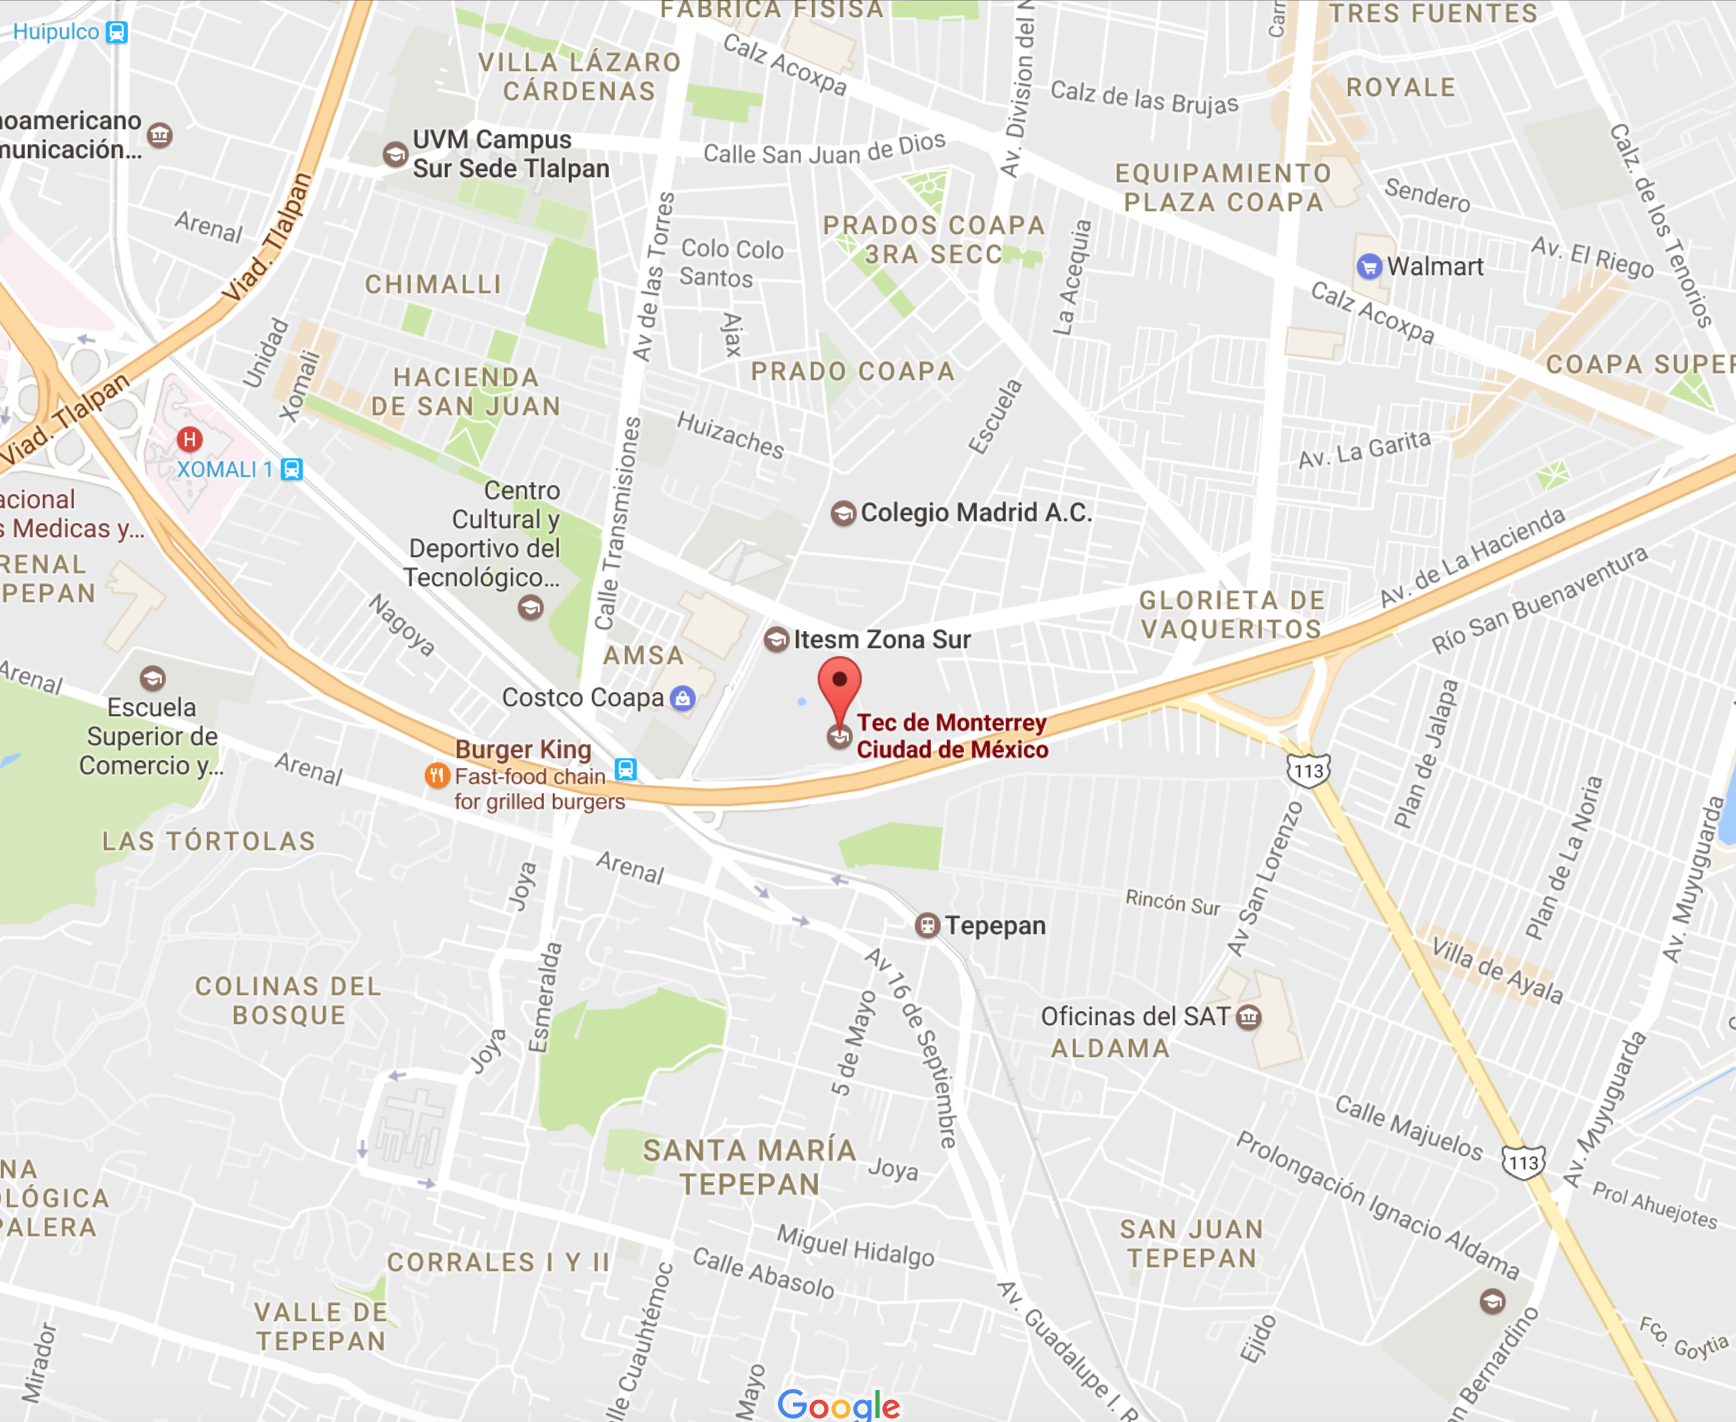 FÁBRICA FISISA
TRES FUENTES
Huipulco
Calz Acoxpa
Av. Division del N
Carr
VILLA LÁZARO
CÁRDENAS
Calz de las Brujas
ROYALE
noamericano
municación...
UVM Campus
Sur Sede Tlalpan
Calle San Juan de Dios
EQUIPAMIENTO
PLAZA COAPA
Sendero
Calz. de los Tenorios
Arenal
Viad. Tlalpan
Av de las Torres
PRADOS COAPA
3RA SECC
La Acequia
Av. El Riego
Colo Colo
Santos
Walmart
CHIMALLI
Calz Acoxpa
Ajax
Unidad
Xomali
HACIENDA
DE SAN JUAN
PRADO COAPA
COAPA SUPER
Viad. Tlalpan
Escuela
Huizaches
Av. La Garita
XOMALI 1
H
Calle Transmisiones
acional
s Medicas y...
Centro
Cultural y
Deportivo del
Tecnológico...
Colegio Madrid A.C.
Av. de La Hacienda
RENAL
PEPAN
Río San Buenaventura
Nagoya
GLORIETA DE
VAQUERITOS
Itesm Zona Sur
AMSA
Arenal
Costco Coapa
Escuela
Superior de
Comercio y...
Tec de Monterrey
Ciudad de México
Plan de Jalapa
Burger King
Fast-food chain
for grilled burgers
Arenal
113
Plan de La Noria
Av. Muyuguarda
LAS TÓRTOLAS
Arenal
Joya
Av San Lorenzo
Rincón Sur
Tepepan
Villa de Ayala
Av 16 de Septiembre
COLINAS DEL
BOSQUE
Esmeralda
5 de Mayo
Oficinas del SAT
ALDAMA
Joya
Av. Muyuguarda
Calle Majuelos
SANTA MARÍA
TEPEPAN
Joya
113
Prolongación Ignacio Aldama
NA
OLÓGICA
PALERA
Prol Ahuejotes
SAN JUAN
TEPEPAN
Miguel Hidalgo
CORRALES I Y II
Calle Abasolo
VALLE DE
TEPEPAN
lle Cuauhtémoc
Av. Guadalupe I. R
Ejido
Fco. Goytia
Mirador
Mayo
n Bernardino
Google